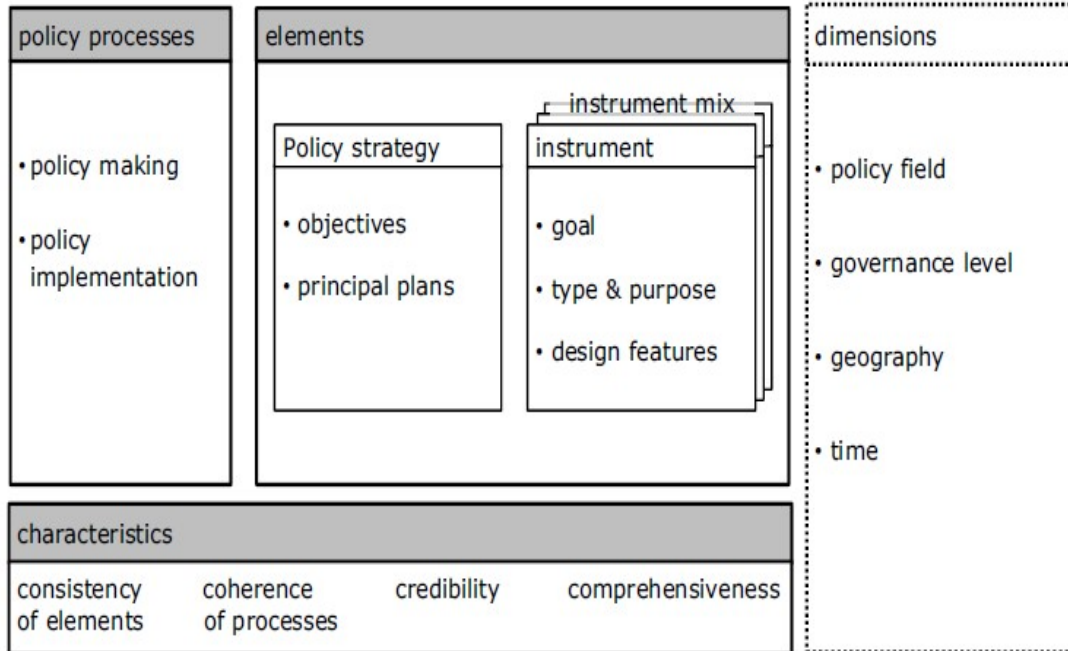 policy processes
• policy making
• policy
implementation
elements
Policy strategy
• objectives
• principal plans
instrument mix
instrument
• goal
• type & purpose
• design features
dimensions
• policy field
• governance level
• geography
• time
characteristics
consistency
of elements
coherence
of processes
credibility
comprehensiveness